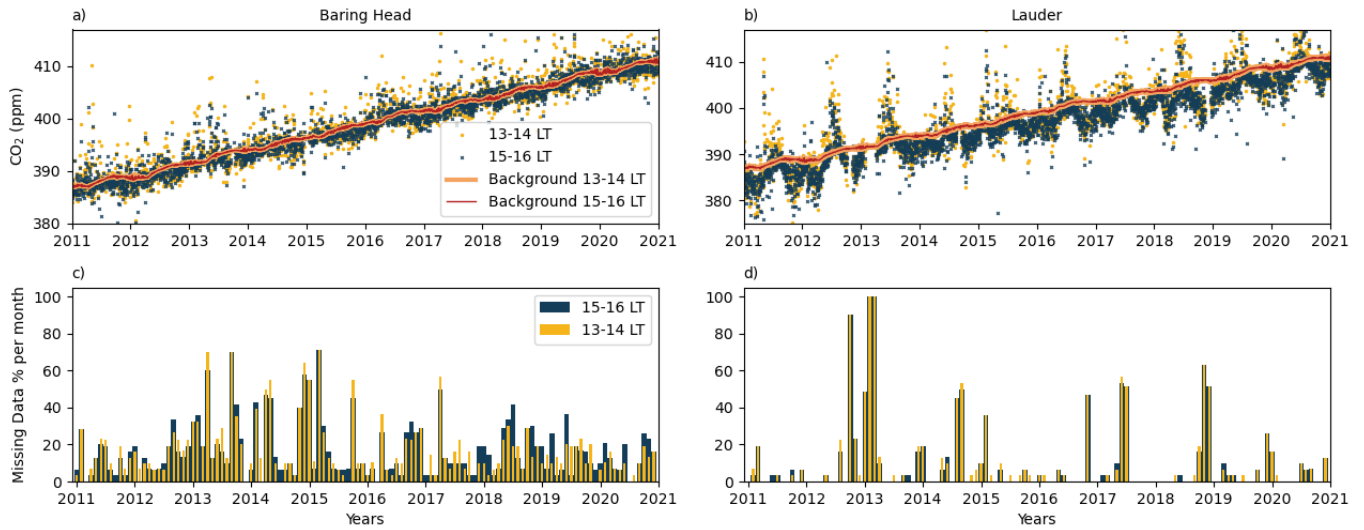 a) Baring Head
b) Lauder
CO₂ (ppm)
410
400
390
380
13-14 LT
15-16 LT
Background 13-14 LT
Background 15-16 LT
2011 2012 2013 2014 2015 2016 2017 2018 2019 2020 2021
410
400
390
380
2011 2012 2013 2014 2015 2016 2017 2018 2019 2020 2021
c)
Missing Data % per month
100
80
60
40
20
0
15-16 LT
13-14 LT
2011 2012 2013 2014 2015 2016 2017 2018 2019 2020 2021
Years
d)
100
80
60
40
20
0
2011 2012 2013 2014 2015 2016 2017 2018 2019 2020 2021
Years